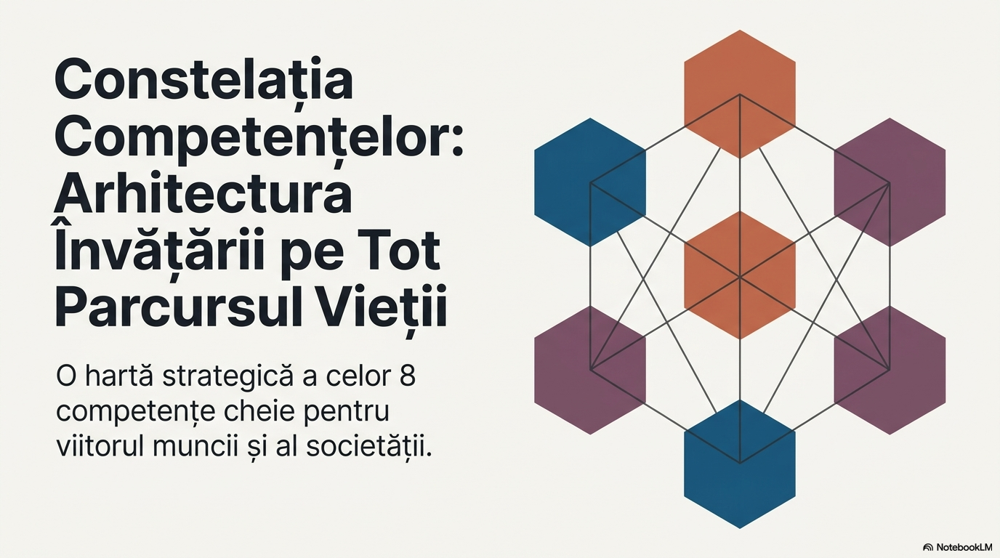 Constelația
Competențelor:
Arhitectura
Învățării pe Tot
Parcursul Vieții
O hartă strategică a celor 8
competențe cheie pentru
viitorul muncii și al societății.
NotebookLM